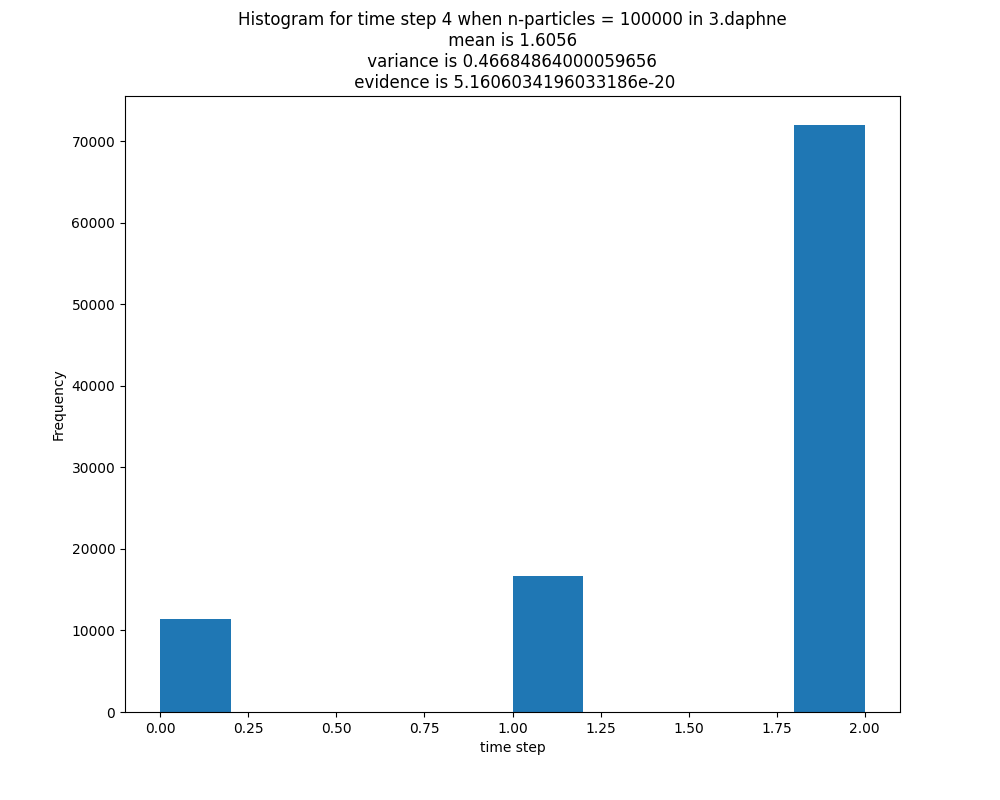 Histogram for time step 4 when n-particles = 100000 in 3.daphne
mean is 1.6056
variance is 0.46684864000059656
evidence is 5.1606034196033186e-20
70000
60000
50000
40000
30000
20000
10000
0
Frequency
0.00 0.25 0.50 0.75 1.00 1.25 1.50 1.75 2.00
time step